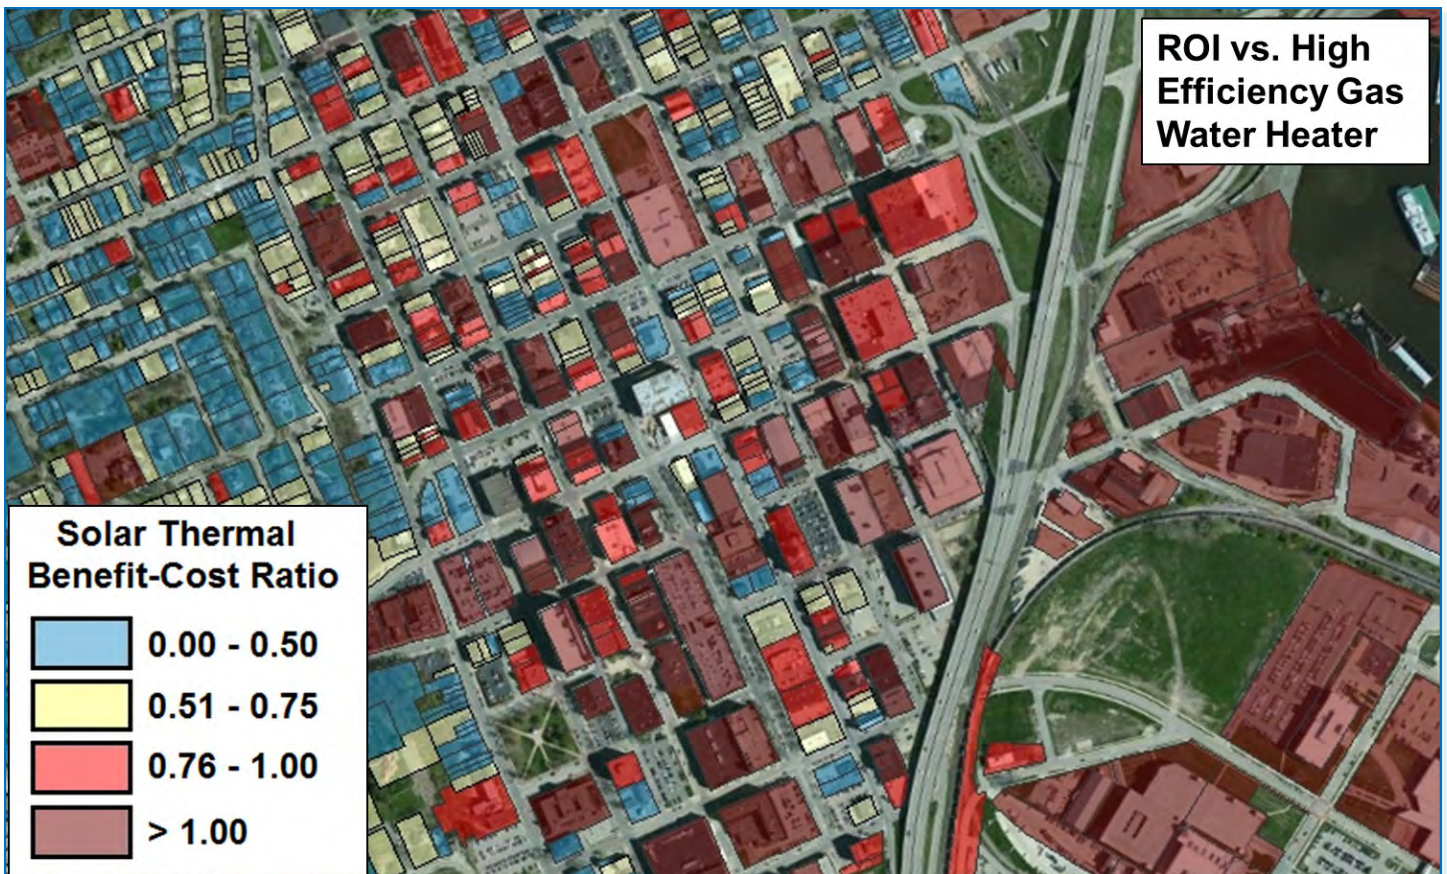 ROI vs. High
Efficiency Gas
Water Heater
Solar Thermal
Benefit-Cost Ratio
0.00 - 0.50
0.51 - 0.75
0.76 - 1.00
> 1.00